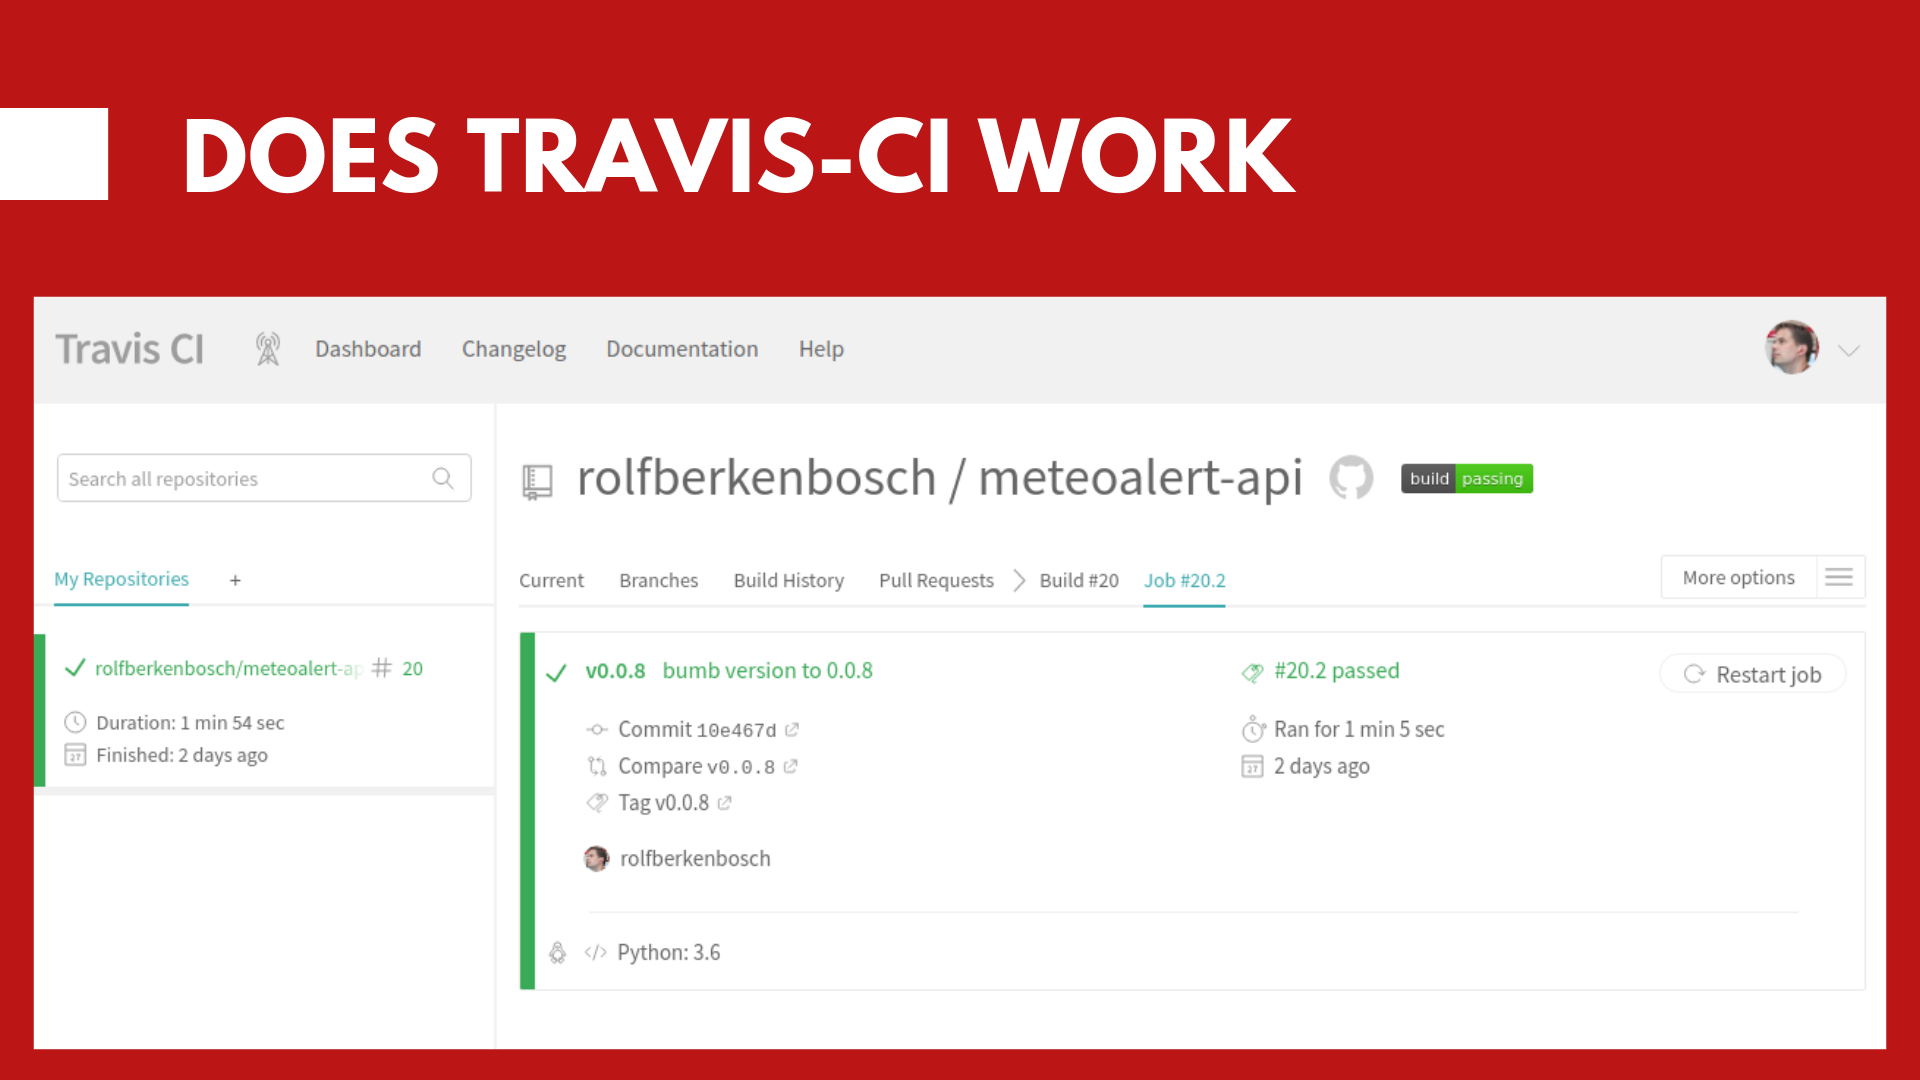 DOES TRAVIS-CI WORK
Travis CI Dashboard Changelog Documentation Help
Search all repositories
rolfberkenbosch / meteoalert-api build passing
My Repositories +
Current Branches Build History Pull Requests Build #20 Job #20.2 More options
rolfberkenbosch/meteoalert-ap # 20
Duration: 1 min 54 sec
Finished: 2 days ago
v0.0.8 bumb version to 0.0.8
#20.2 passed
Restart job
Commit 10e467d
Ran for 1 min 5 sec
Compare v0.0.8
27 2 days ago
Tag v0.0.8
rolfberkenbosch
</> Python: 3.6